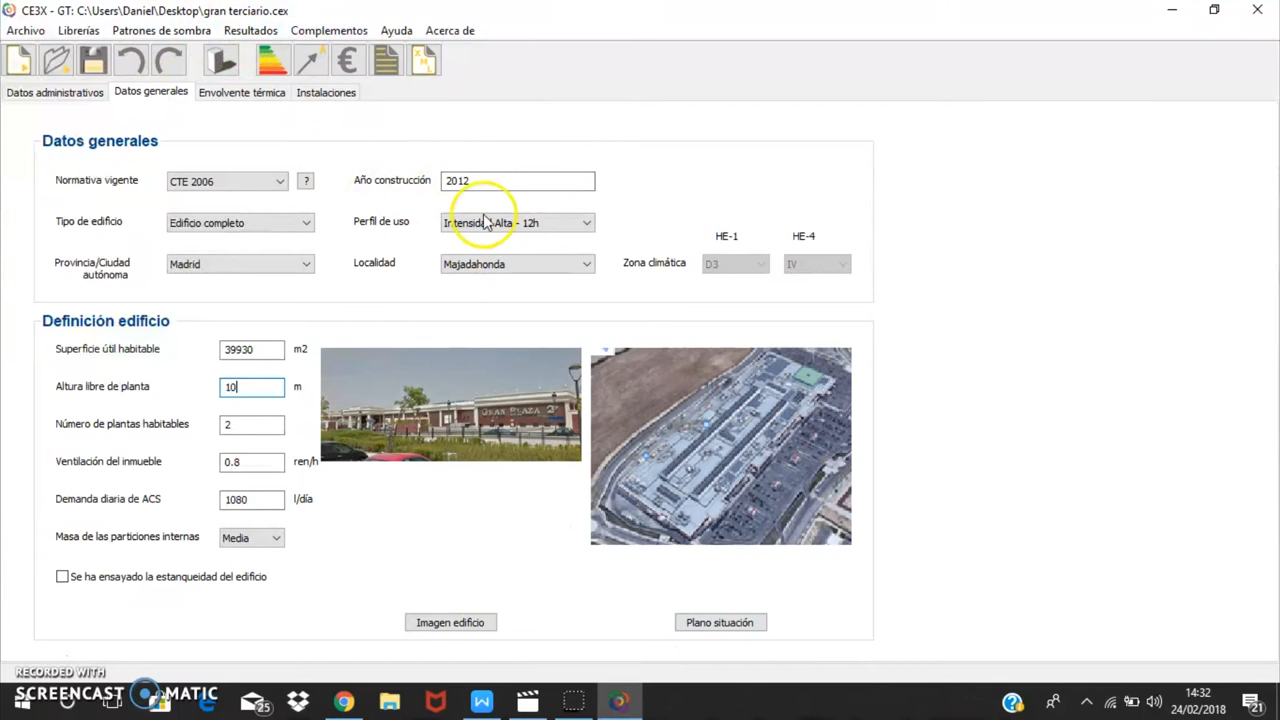 CE3X - GT: C:\Users\Daniel\Desktop\gran terciario.cex
Archivo Librerías Patrones de sombra Resultados Complementos Ayuda Acerca de
Datos administrativos Datos generales Envolvente térmica Instalaciones
Datos generales
Normativa vigente CTE 2006 ? Año construcción 2012
Tipo de edificio Edificio completo Perfil de uso Intensidad Alta - 12h
HE-1 HE-4
Provincia/Ciudad autónoma Madrid Localidad Majadahonda Zona climática D3 IV
Definición edificio
Superficie útil habitable 39930 m2
Altura libre de planta 10 m
Número de plantas habitables 2
GRAN PLAZA 2
Ventilación del inmueble 0.8 ren/h
Demanda diaria de ACS 1080 l/día
Masa de las particiones internas Media
Se ha ensayado la estanqueidad del edificio
Imagen edificio Plano situación
RECORDED WITH
SCREENCAST MATIC
25
14:32
24/02/2018
21